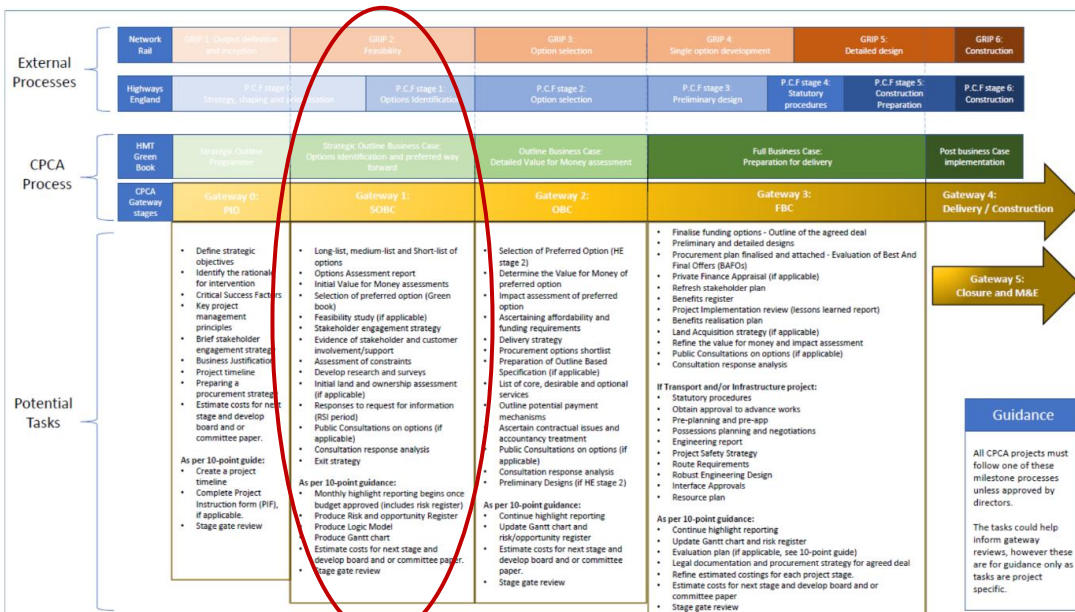 External
Processes
Network
Rail
GRIP 1: Output definition
and inception
GRIP 2:
Feasibility
GRIP 3:
Option selection
GRIP 4:
Single option development
GRIP 5:
Detailed design
GRIP 6:
Construction
Highways
England
P.C.F stage 0:
Strategy, shaping and prioritisation
P.C.F stage 1:
Options Identification
P.C.F stage 2:
Option selection
P.C.F stage 3:
Preliminary design
P.C.F stage 4:
Statutory
procedures
P.C.F stage 5:
Construction
Preparation
P.C.F stage 6:
Construction
CPCA
Process
HMT
Green
Book
Strategic Outline
Programme
Strategic Outline Business Case:
Options Identification and preferred way
forward
Outline Business Case:
Detailed Value for Money assessment
Full Business Case:
Preparation for delivery
Post business Case
implementation
CPCA
Gateway
stages
Gateway 0:
PID
Gateway 1:
SOBC
Gateway 2:
OBC
Gateway 3:
FBC
Gateway 4:
Delivery / Construction
Gateway 5:
Closure and M&E
Potential
Tasks
• Define strategic
objectives
• Identify the rationale
for intervention
• Critical Success Factors
• Key project
management
principles
• Brief stakeholder
engagement strategy
• Business Justification
• Project timeline
• Preparing a
procurement strategy
• Estimate costs for next
stage and develop
board and or
committee paper.
As per 10-point guide:
• Create a project
timeline
• Complete Project
Instruction form (PIF),
if applicable.
• Stage gate review
• Long-list, medium-list and Short-list of
options
• Options Assessment report
• Initial Value for Money assessments
• Selection of preferred option (Green
book)
• Feasibility study (if applicable)
• Stakeholder engagement strategy
• Evidence of stakeholder and customer
involvement/support
• Assessment of constraints
• Develop research and surveys
• Initial land and ownership assessment
(if applicable)
• Responses to request for information
(RSI period)
• Public Consultations on options (if
applicable)
• Consultation response analysis
• Exit strategy
As per 10-point guidance:
• Monthly highlight reporting begins once
budget approved (includes risk register)
• Produce Risk and opportunity Register
• Produce Logic Model
• Produce Gantt chart
• Estimate costs for next stage and
develop board and or committee paper.
• Stage gate review
• Selection of Preferred Option (HE
stage 2)
• Determine the Value for Money of
preferred option
• Impact assessment of preferred
option
• Ascertaining affordability and
funding requirements
• Delivery strategy
• Procurement options shortlist
• Preparation of Outline Based
Specification (if applicable)
• List of core, desirable and optional
services
• Outline potential payment
mechanisms
• Ascertain contractual issues and
accountancy treatment
• Public Consultations on options (if
applicable)
• Consultation response analysis
• Preliminary Designs (if HE stage 2)
As per 10-point guidance:
• Continue highlight reporting
• Update Gantt chart and
risk/opportunity register
• Estimate costs for next stage and
develop board and or committee
paper.
• Stage gate review
• Finalise funding options - Outline of the agreed
deal
• Preliminary and detailed designs
• Procurement plan finalised and attached - Evaluation of Best And
Final Offers (BAFOs)
• Private Finance Appraisal (if applicable)
• Refresh stakeholder plan
• Benefits register
• Project Implementation review (lessons learned report)
• Benefits realisation plan
• Land Acquisition strategy (if applicable)
• Refine the value for money and impact assessment
• Public Consultations on options (if applicable)
• Consultation response analysis
If Transport and/or Infrastructure project:
• Statutory procedures
• Obtain approval to advance works
• Pre-planning and pre-app
• Possessions planning and negotiations
• Engineering report
• Project Safety Strategy
• Route Requirements
• Robust Engineering Design
• Interface Approvals
• Resource plan
As per 10-point guidance:
• Continue highlight reporting
• Update Gantt chart and risk register
• Evaluation plan (if applicable, see 10-point guide)
• Legal documentation and procurement strategy for agreed deal
• Refine estimated costings for each project stage.
• Estimate costs for next stage and develop board and or
committee paper
• Stage gate review
Guidance
All CPCA projects must
follow one of these
milestone processes
unless approved by
directors.
The tasks could help
inform gateway
reviews, however these
are for guidance only as
tasks are project
specific.